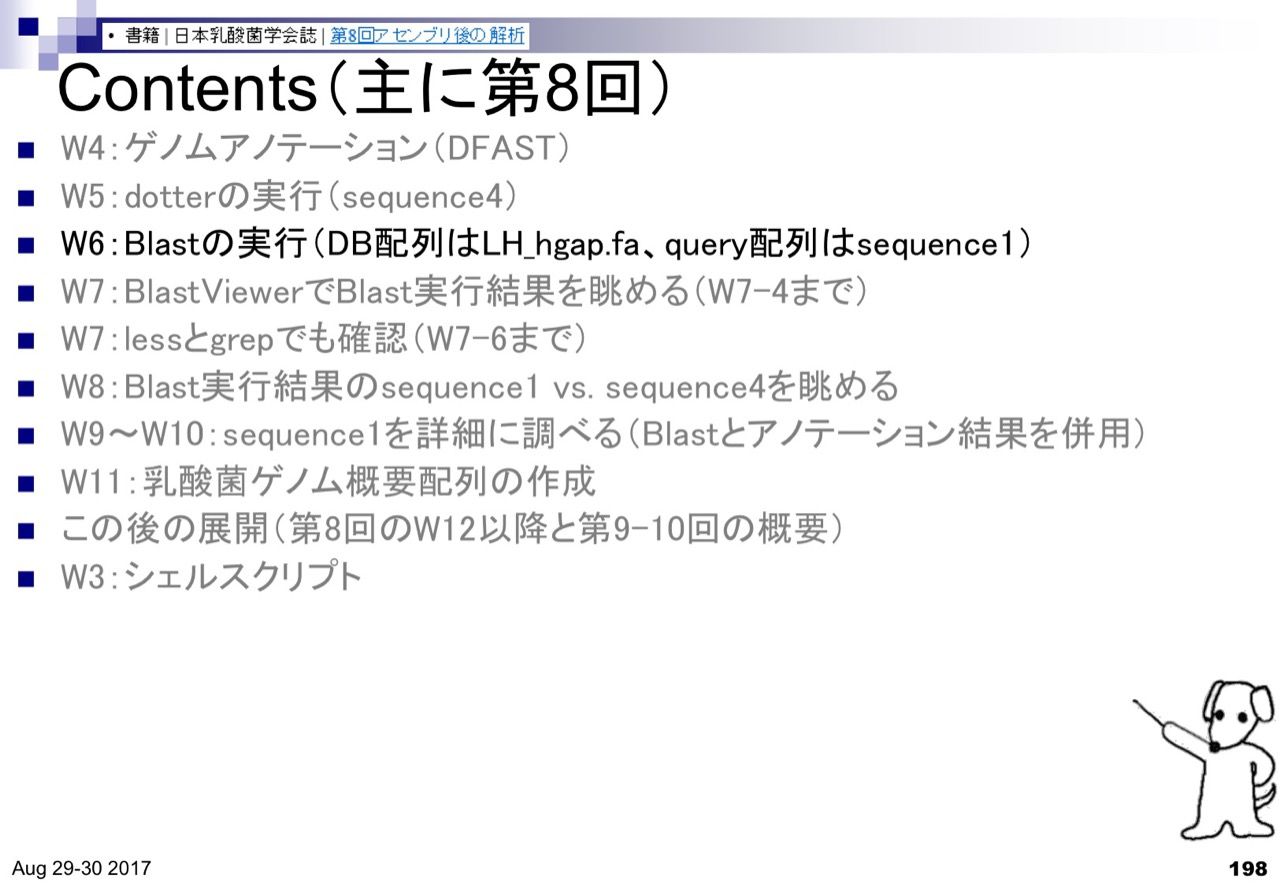 • 書籍 | 日本乳酸菌学会誌 | 第8回アセンブリ後の解析
Contents（主に第8回）
■ W4：ゲノムアノテーション（DFAST）
■ W5：dotterの実行（sequence4）
■ W6：Blastの実行（DB配列はLH_hgap.fa、query配列はsequence1）
■ W7：BlastViewerでBlast実行結果を眺める（W7-4まで）
■ W7：lessとgrepでも確認（W7-6まで）
■ W8：Blast実行結果のsequence1 vs. sequence4を眺める
■ W9～W10：sequence1を詳細に調べる（Blastとアノテーション結果を併用）
■ W11：乳酸菌ゲノム概要配列の作成
■ この後の展開（第8回のW12以降と第9-10回の概要）
■ W3：シェルスクリプト
Aug 29-30 2017
198